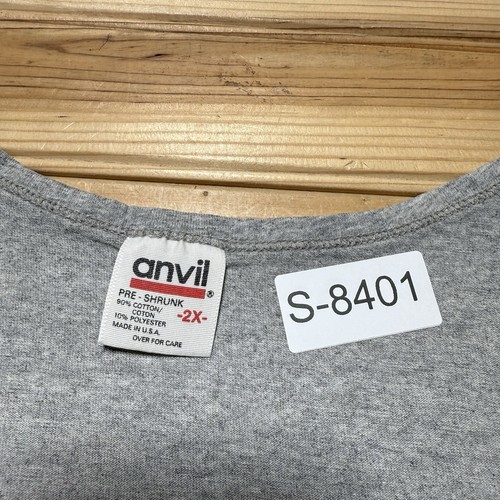 anvil
®
PRE-SHRUNK
90% COTTON/
COTON
10% POLYESTER
-2X-
MADE IN U.S.A.
OVER FOR CARE
S-8401